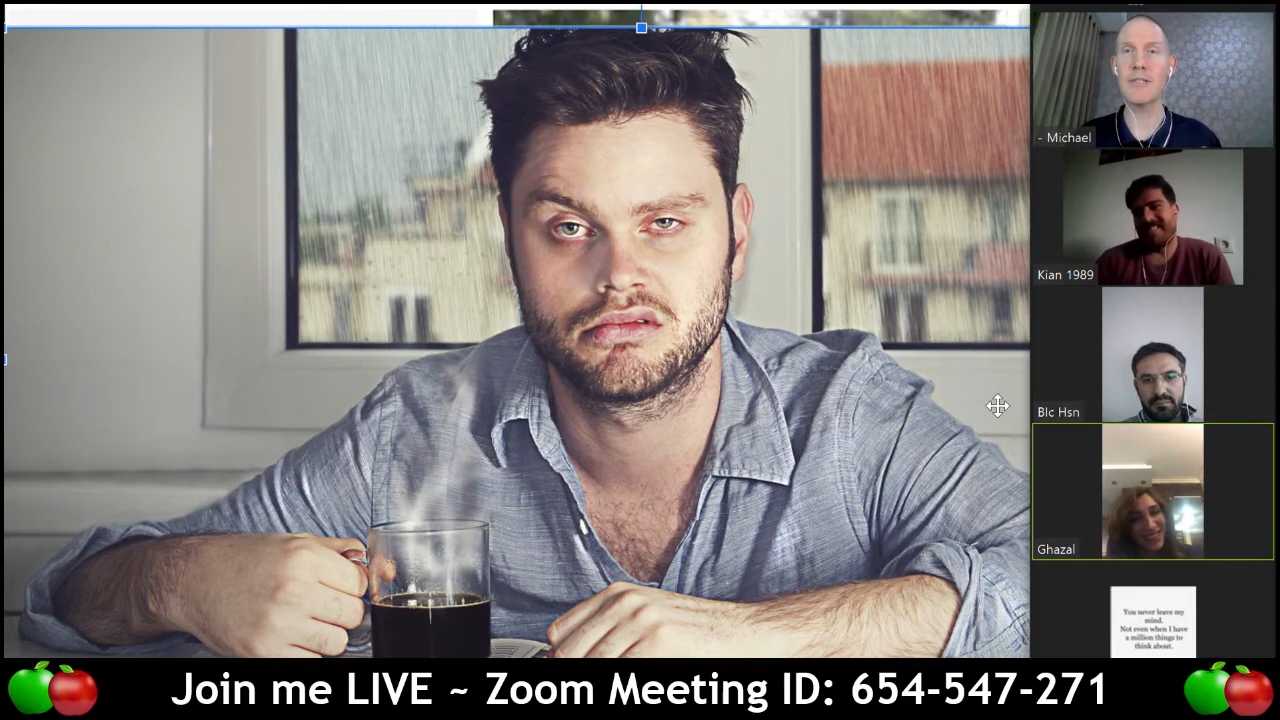 - Michael
Kian 1989
Blc Hsn
Ghazal
You never leave my
mind.
Not even when I have
a million things to
think about.
Join me LIVE ~ Zoom Meeting ID: 654-547-271